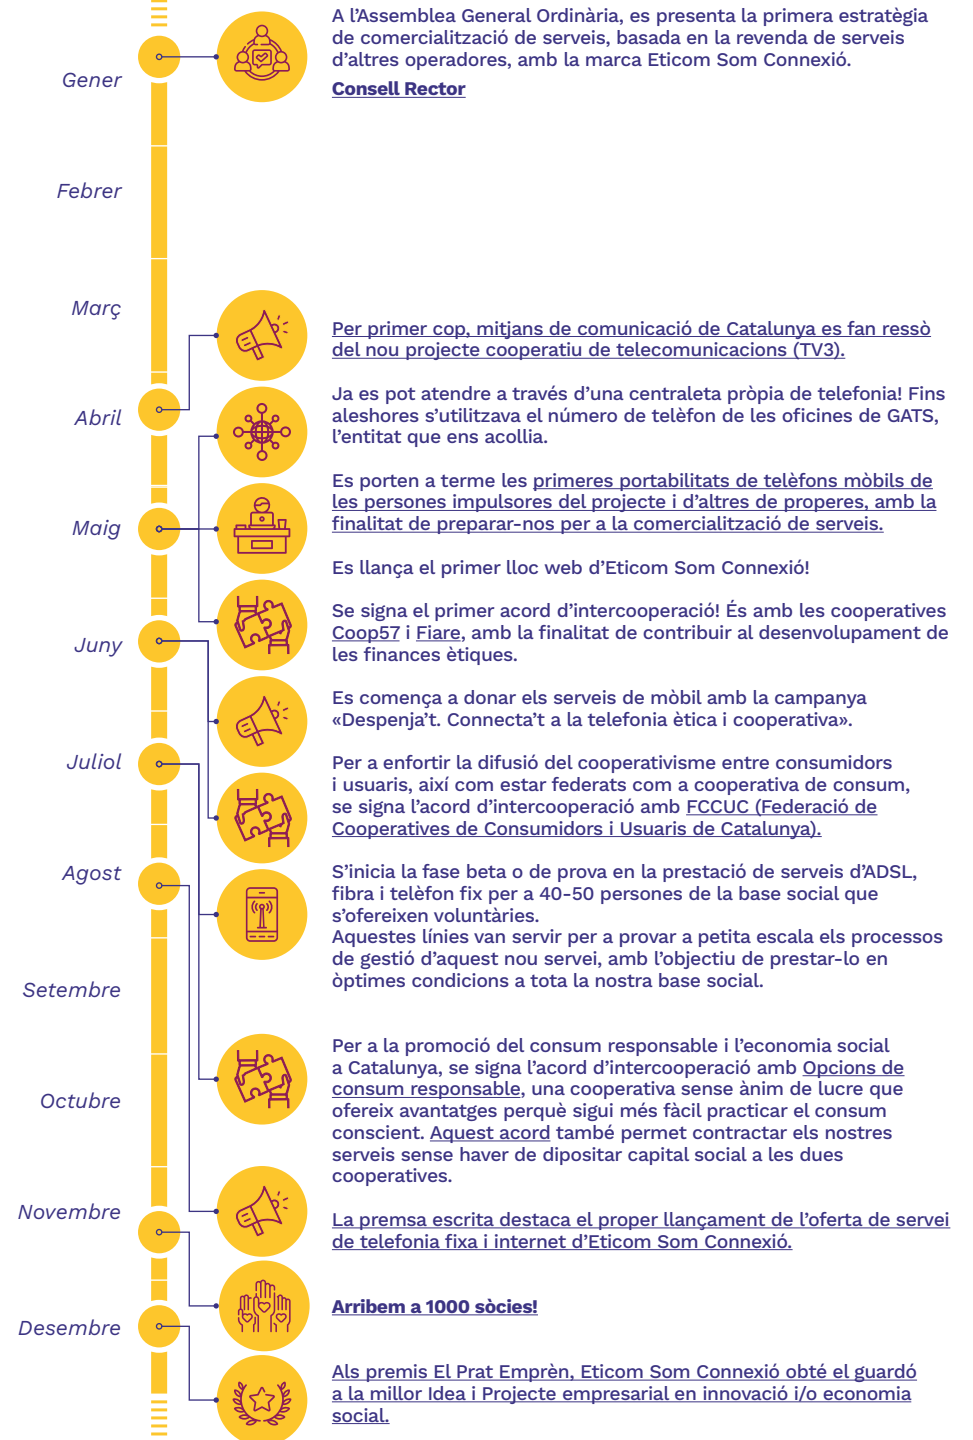 A l’Assemblea General Ordinària, es presenta la primera estratègia
de comercialització de serveis, basada en la revenda de serveis
d’altres operadores, amb la marca Eticom Som Connexió.
Consell Rector
Gener
Febrer
Març
Per primer cop, mitjans de comunicació de Catalunya es fan ressò
del nou projecte cooperatiu de telecomunicacions (TV3).
Abril
Ja es pot atendre a través d’una centraleta pròpia de telefonia! Fins
aleshores s’utilitzava el número de telèfon de les oficines de GATS,
l’entitat que ens acollia.
Maig
Es porten a terme les primeres portabilitats de telèfons mòbils de
les persones impulsores del projecte i d’altres de properes, amb la
finalitat de preparar-nos per a la comercialització de serveis.
Es llança el primer lloc web d’Eticom Som Connexió!
Juny
Se signa el primer acord d’intercooperació! És amb les cooperatives
Coop57 i Fiare, amb la finalitat de contribuir al desenvolupament de
les finances ètiques.
Es comença a donar els serveis de mòbil amb la campanya
«Despenja’t. Connecta’t a la telefonia ètica i cooperativa».
Juliol
Per a enfortir la difusió del cooperativisme entre consumidors
i usuaris, així com estar federats com a cooperativa de consum,
se signa l’acord d’intercooperació amb FCCUC (Federació de
Cooperatives de Consumidors i Usuaris de Catalunya).
Agost
S’inicia la fase beta o de prova en la prestació de serveis d’ADSL,
fibra i telèfon fix per a 40-50 persones de la base social que
s’ofereixen voluntàries.
Aquestes línies van servir per a provar a petita escala els processos
de gestió d’aquest nou servei, amb l’objectiu de prestar-lo en
òptimes condicions a tota la nostra base social.
Setembre
Octubre
Per a la promoció del consum responsable i l’economia social
a Catalunya, se signa l’acord d’intercooperació amb Opcions de
consum responsable, una cooperativa sense ànim de lucre que
ofereix avantatges perquè sigui més fàcil practicar el consum
conscient. Aquest acord també permet contractar els nostres
serveis sense haver de dipositar capital social a les dues
cooperatives.
Novembre
La premsa escrita destaca el proper llançament de l’oferta de servei
de telefonia fixa i internet d’Eticom Som Connexió.
Arribem a 1000 sòcies!
Desembre
Als premis El Prat Emprèn, Eticom Som Connexió obté el guardó
a la millor Idea i Projecte empresarial en innovació i/o economia
social.